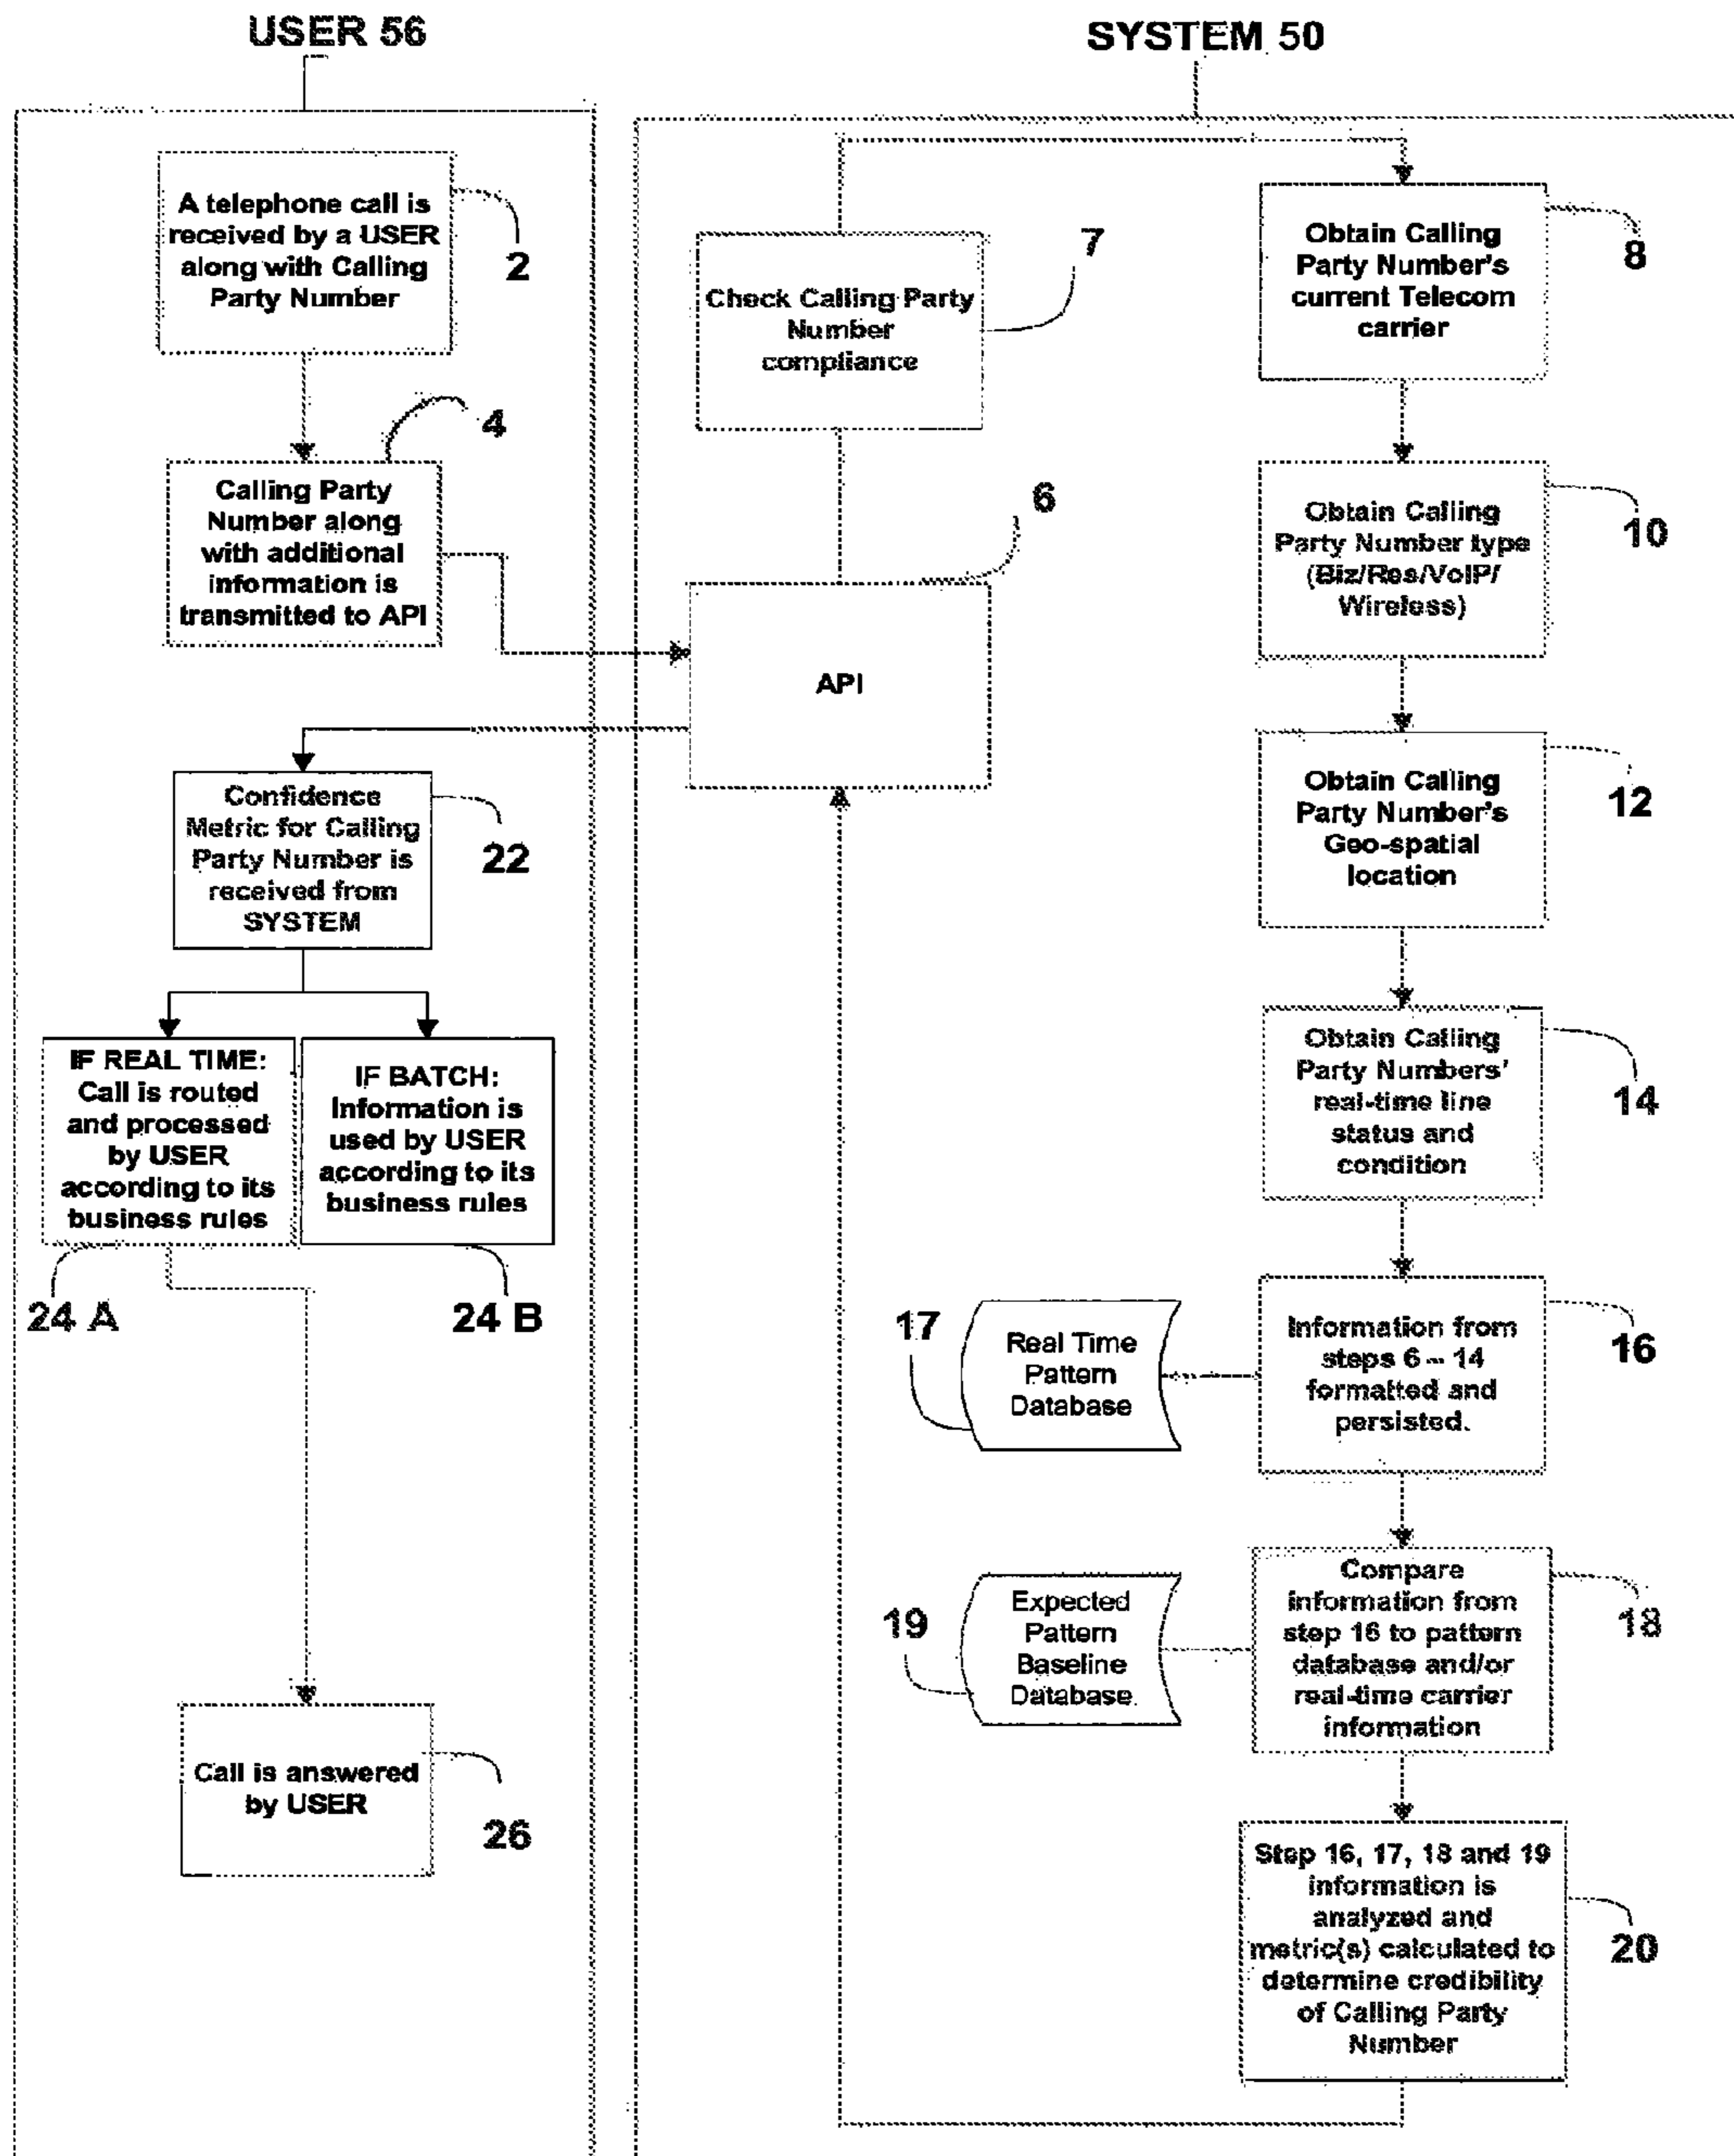 USER 56
SYSTEM 50
A telephone call is
received by a USER
along with Calling
Party Number
2
4
Calling Party
Number along
with additional
information is
transmitted to API
Confidence
Metric for Calling
Party Number is
received from
SYSTEM
22
IF REAL TIME:
Call is routed
and processed
by USER
according to its
business rules
24 A
IF BATCH:
Information is
used by USER
according to its
business rules
24 B
Call is answered
by USER
26
Check Calling Party
Number
compliance
7
6
API
Obtain Calling
Party Number's
current Telecom
carrier
8
Obtain Calling
Party Number type
(Biz/Res/VoIP/
Wireless)
10
Obtain Calling
Party Number's
Geo-spatial
location
12
Obtain Calling
Party Numbers'
real-time line
status and
condition
14
17
Real Time
Pattern
Database
Information from
steps 6 – 14
formatted and
persisted.
16
19
Expected
Pattern
Baseline
Database
Compare
information from
step 16 to pattern
database and/or
real-time carrier
information
18
Step 16, 17, 18 and 19
information is
analyzed and
metric(s) calculated to
determine credibility
of Calling Party
Number
20